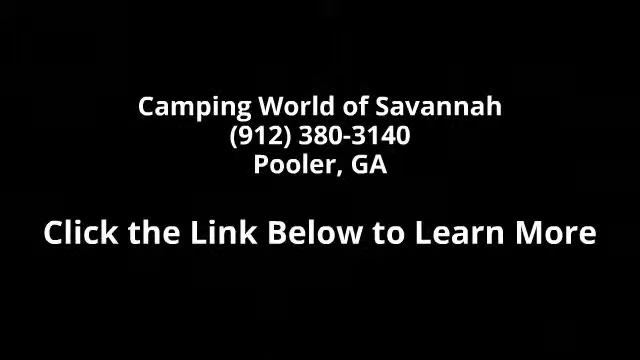 Camping World of Savannah
(912) 380-3140
Pooler, GA
Click the Link Below to Learn More